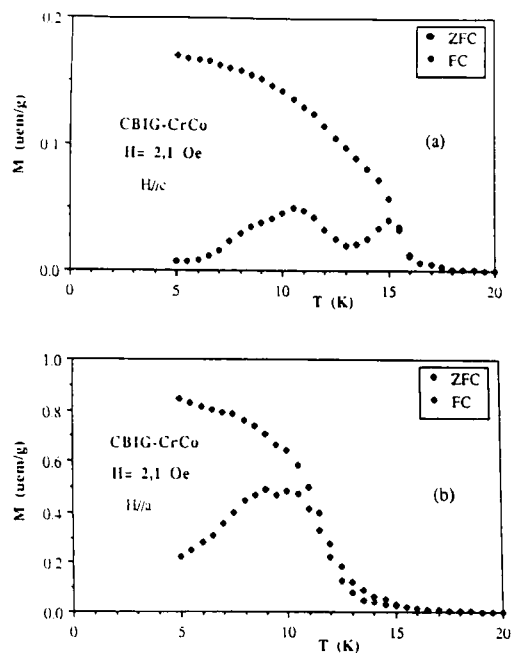 0.2
ZFC
FC
CBIG-CrCo
H= 2,1 Oe
H//c
(a)
M (uem/g)
0.1
0.0
0 5 10 15 20
T (K)
1.0
ZFC
FC
0.8
CBIG-CrCo
H= 2,1 Oe
H//a
(b)
M (uem/g)
0.6
0.4
0.2
0.0
0 5 10 15 20
T (K)